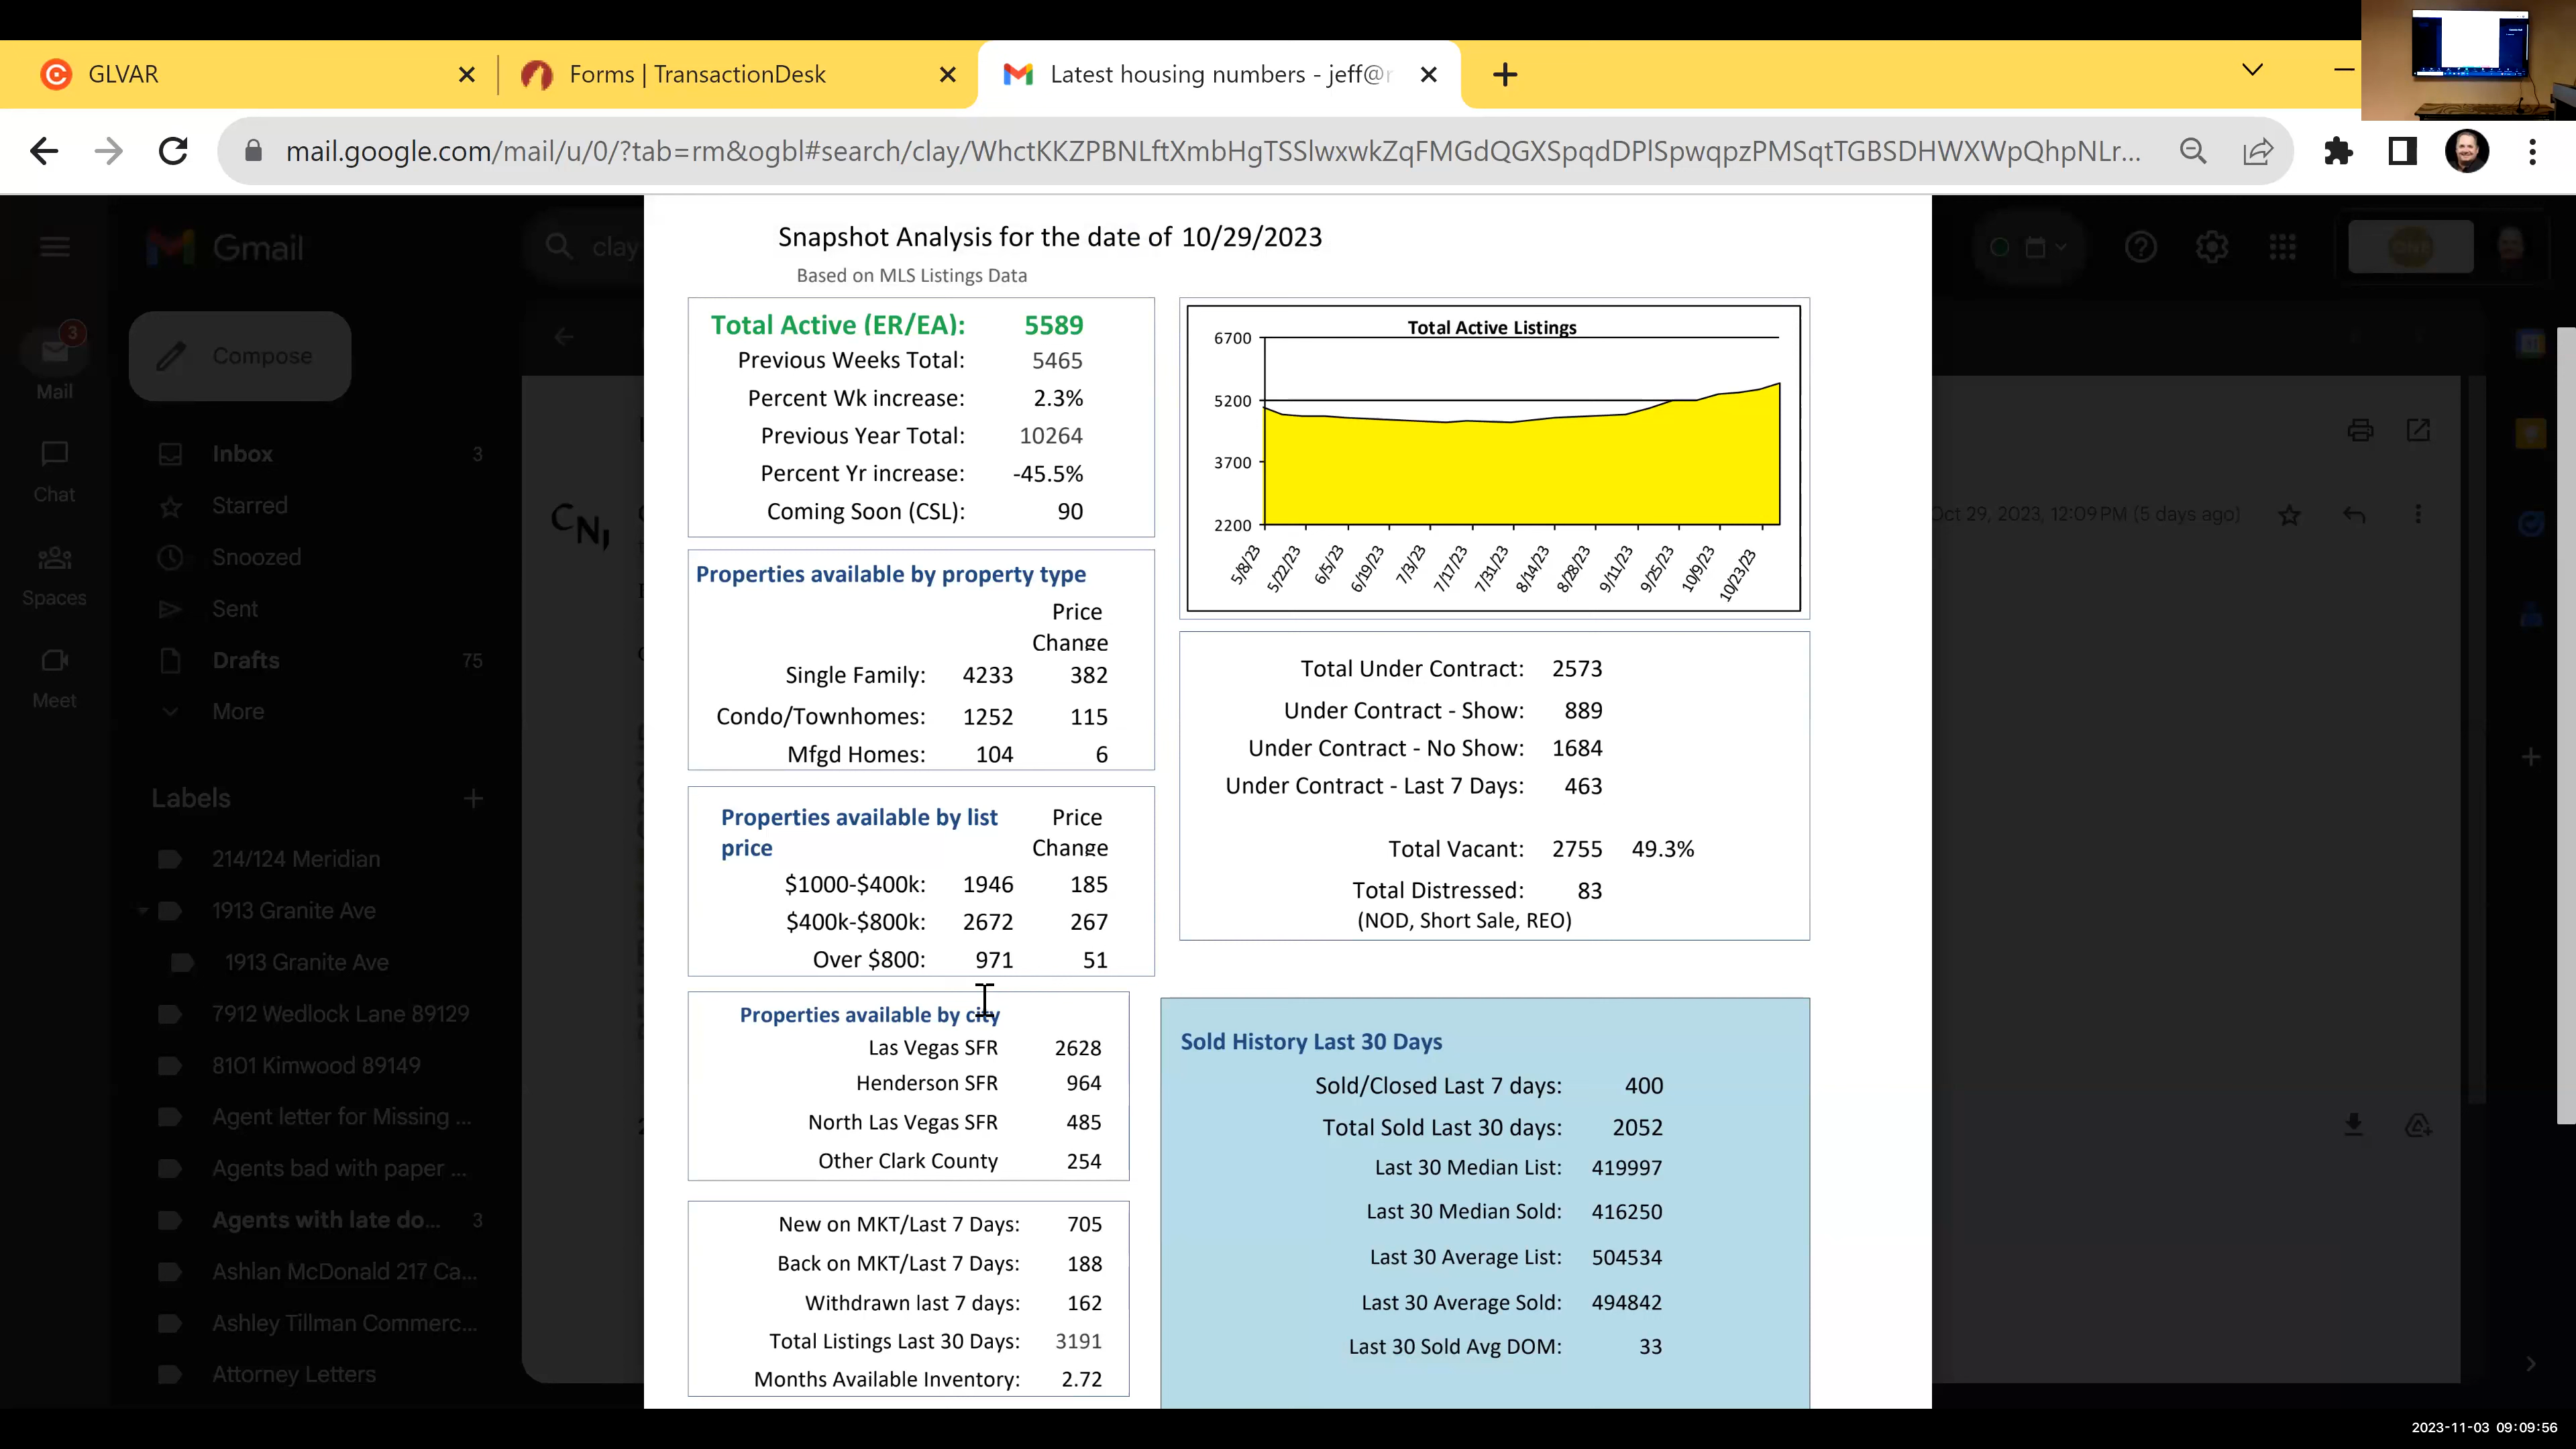 GLVAR
Forms | TransactionDesk
Latest housing numbers - jeff@r
mail.google.com/mail/u/0/?tab=rm&ogbl#search/clay/WhctKKZPBNLftXmbHgTSSlwxwkZqFMGdQGXSpqdDPlSpwqpzPMSqtTGBSDHWXWpQhpNLr...
Gmail
clay
3
Mail
Chat
Spaces
Meet
Compose
Inbox 3
Starred
Snoozed
Sent
Drafts 75
More
Labels
214/124 Meridian
1913 Granite Ave
1913 Granite Ave
7912 Wedlock Lane 89129
8101 Kimwood 89149
Agent letter for Missing ...
Agents bad with paper ...
Agents with late do... 3
Ashlan McDonald 217 Ca...
Ashley Tillman Commerc...
Attorney Letters
Snapshot Analysis for the date of 10/29/2023
Based on MLS Listings Data
Total Active (ER/EA): 5589
Previous Weeks Total: 5465
Percent Wk increase: 2.3%
Previous Year Total: 10264
Percent Yr increase: -45.5%
Coming Soon (CSL): 90
Properties available by property type
Price
Change
Single Family: 4233 382
Condo/Townhomes: 1252 115
Mfgd Homes: 104 6
Properties available by list Price
price Change
$1000-$400k: 1946 185
$400k-$800k: 2672 267
Over $800: 971 51
Properties available by city
Las Vegas SFR 2628
Henderson SFR 964
North Las Vegas SFR 485
Other Clark County 254
New on MKT/Last 7 Days: 705
Back on MKT/Last 7 Days: 188
Withdrawn last 7 days: 162
Total Listings Last 30 Days: 3191
Months Available Inventory: 2.72
Total Active Listings
6700
5200
3700
2200
5/8/23
5/22/23
6/5/23
6/19/23
7/3/23
7/17/23
7/31/23
8/14/23
8/28/23
9/11/23
9/25/23
10/9/23
10/23/23
Total Under Contract: 2573
Under Contract - Show: 889
Under Contract - No Show: 1684
Under Contract - Last 7 Days: 463
Total Vacant: 2755 49.3%
Total Distressed: 83
(NOD, Short Sale, REO)
Sold History Last 30 Days
Sold/Closed Last 7 days: 400
Total Sold Last 30 days: 2052
Last 30 Median List: 419997
Last 30 Median Sold: 416250
Last 30 Average List: 504534
Last 30 Average Sold: 494842
Last 30 Sold Avg DOM: 33
Oct 29, 2023, 12:09 PM (5 days ago)
2023-11-03 09:09:56